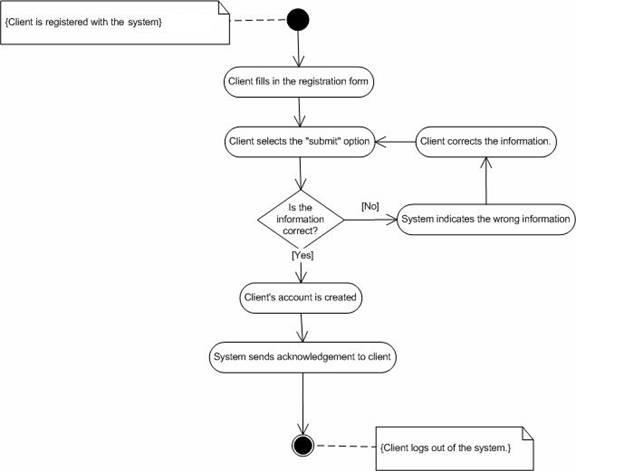 {Client is registered with the system}
Client fills in the registration form
Client selects the "submit" option
Client corrects the information.
Is the
information
correct?
[No]
System indicates the wrong information
[Yes]
Client's account is created
System sends acknowledgement to client
{Client logs out of the system.}